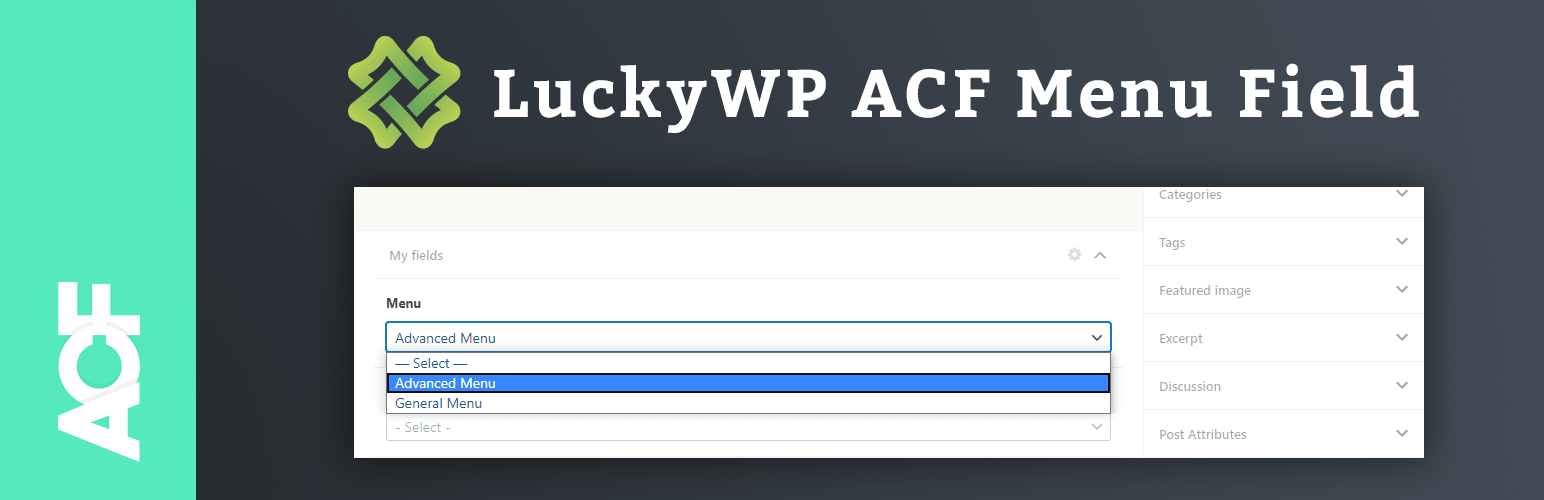 ACF
LuckyWP ACF Menu Field
My fields
Menu
Advanced Menu
— Select —
Advanced Menu
General Menu
- Select -
Categories
Tags
Featured image
Excerpt
Discussion
Post Attributes